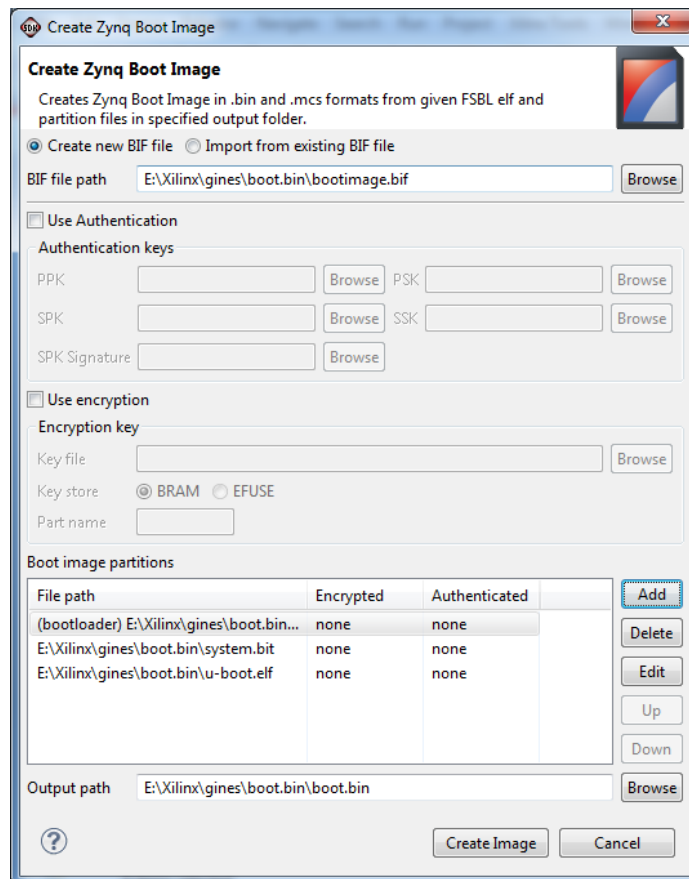 SDK Create Zynq Boot Image
Create Zynq Boot Image
Creates Zynq Boot Image in .bin and .mcs formats from given FSBL elf and
partition files in specified output folder.
Create new BIF file Import from existing BIF file
BIF file path E:\Xilinx\gines\boot.bin\bootimage.bif Browse
Use Authentication
Authentication keys
PPK Browse PSK Browse
SPK Browse SSK Browse
SPK Signature Browse
Use encryption
Encryption key
Key file Browse
Key store BRAM EFUSE
Part name
Boot image partitions
File path Encrypted Authenticated Add
(bootloader) E:\Xilinx\gines\boot.bin... none none
E:\Xilinx\gines\boot.bin\system.bit none none
E:\Xilinx\gines\boot.bin\u-boot.elf none none
Delete
Edit
Up
Down
Output path E:\Xilinx\gines\boot.bin\boot.bin Browse
? Create Image Cancel